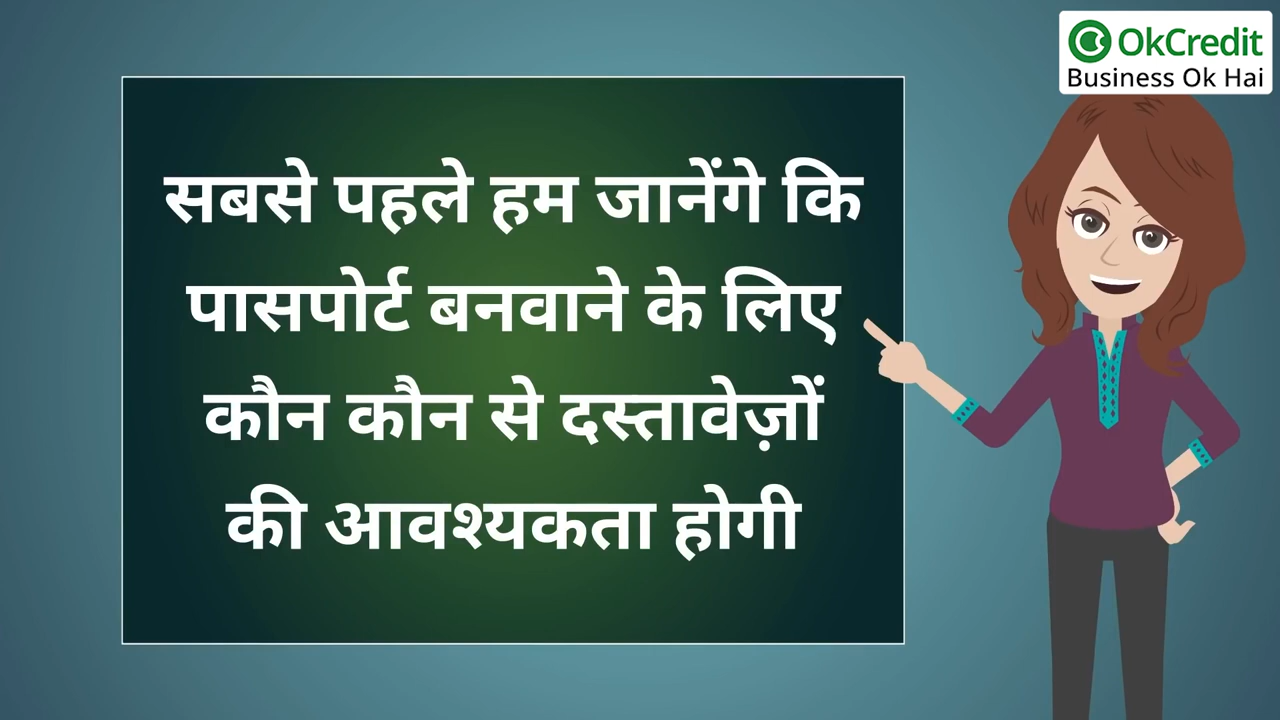 OkCredit
Business Ok Hai
सबसे पहले हम जानेंगे कि
पासपोर्ट बनवाने के लिए
कौन कौन से दस्तावेज़ों
की आवश्यकता होगी